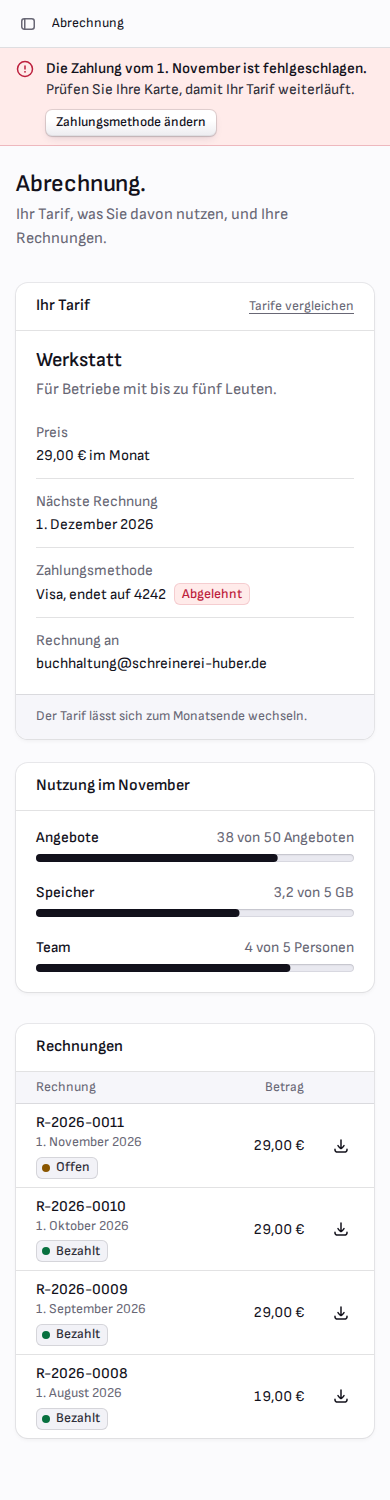 Abrechnung
Die Zahlung vom 1. November ist fehlgeschlagen.
Prüfen Sie Ihre Karte, damit Ihr Tarif weiterläuft.
Zahlungsmethode ändern
Abrechnung.
Ihr Tarif, was Sie davon nutzen, und Ihre
Rechnungen.
Ihr Tarif
Tarife vergleichen
Werkstatt
Für Betriebe mit bis zu fünf Leuten.
Preis
29,00 € im Monat
Nächste Rechnung
1. Dezember 2026
Zahlungsmethode
Visa, endet auf 4242 Abgelehnt
Rechnung an
buchhaltung@schreinerei-huber.de
Der Tarif lässt sich zum Monatsende wechseln.
Nutzung im November
Angebote 38 von 50 Angeboten
Speicher 3,2 von 5 GB
Team 4 von 5 Personen
Rechnungen
Rechnung Betrag
R-2026-0011
1. November 2026
29,00 €
Offen
R-2026-0010
1. Oktober 2026
29,00 €
Bezahlt
R-2026-0009
1. September 2026
29,00 €
Bezahlt
R-2026-0008
1. August 2026
19,00 €
Bezahlt